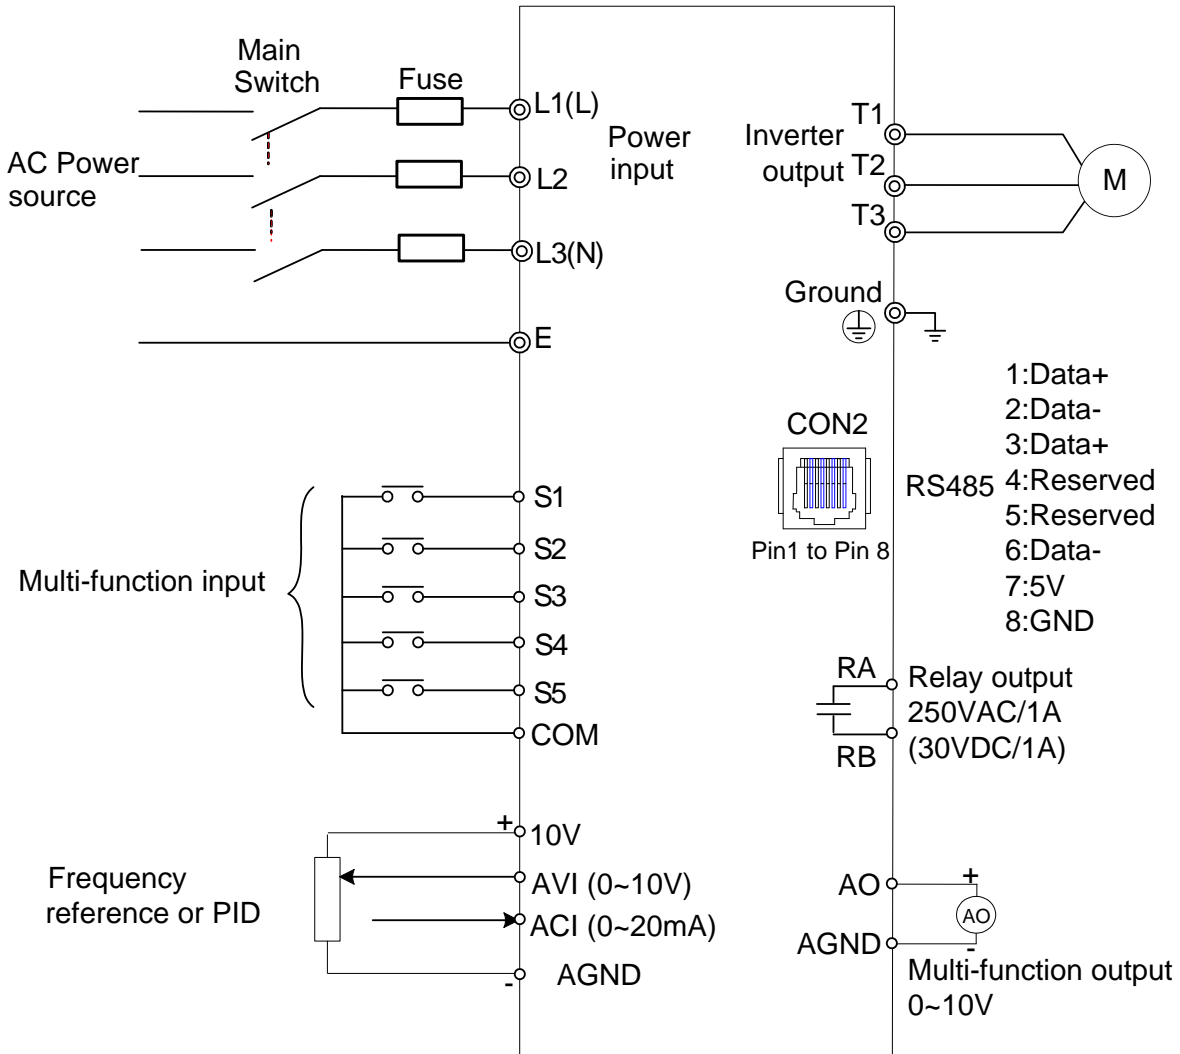 Main
Switch
Fuse
AC Power
source
L1(L)
L2
L3(N)
E
Power
input
Inverter
output
T1
T2
T3
M
Ground
CON2
Pin1 to Pin 8
RS485
1:Data+
2:Data-
3:Data+
4:Reserved
5:Reserved
6:Data-
7:5V
8:GND
Multi-function input
S1
S2
S3
S4
S5
COM
RA
RB
Relay output
250VAC/1A
(30VDC/1A)
Frequency
reference or PID
+
10V
AVI (0~10V)
ACI (0~20mA)
-
AGND
AO
+
AO
AGND
-
Multi-function output
0~10V